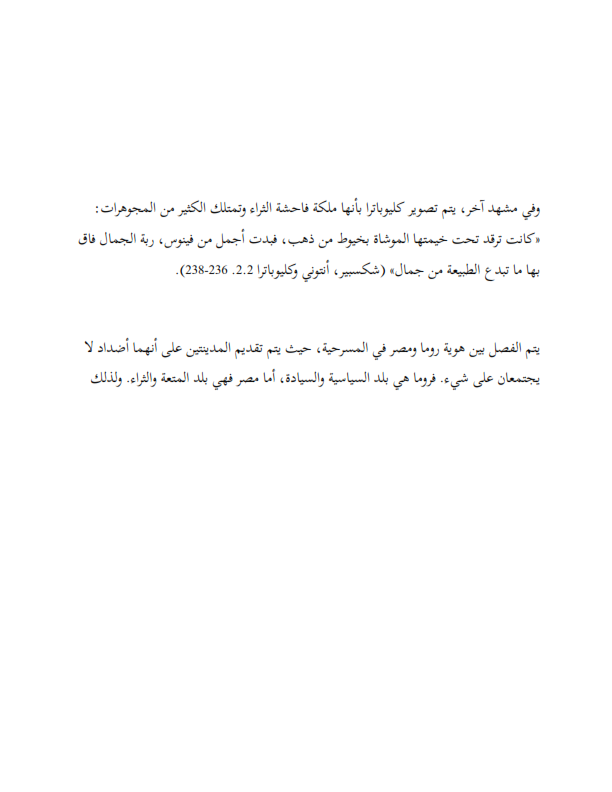 وفي مشهد آخر، يتم تصوير كليوباترا بأنها ملكة فاحشة الثراء وتمتلك الكثير من المجوهرات:
«كانت ترقد تحت خيمتها الموشاة بخيوط من ذهب، فبدت أجمل من فينوس، ربة الجمال فاق
بها ما تبدع الطبيعة من جمال» (شكسبير، أنتوني وكليوباترا 2.2. 236-238).
يتم الفصل بين هوية روما ومصر في المسرحية، حيث يتم تقديم المدينتين على أنهما أضداد لا
يجتمعان على شيء. فروما هي بلد السياسية والسيادة، أما مصر فهي بلد المتعة والثراء. ولذلك